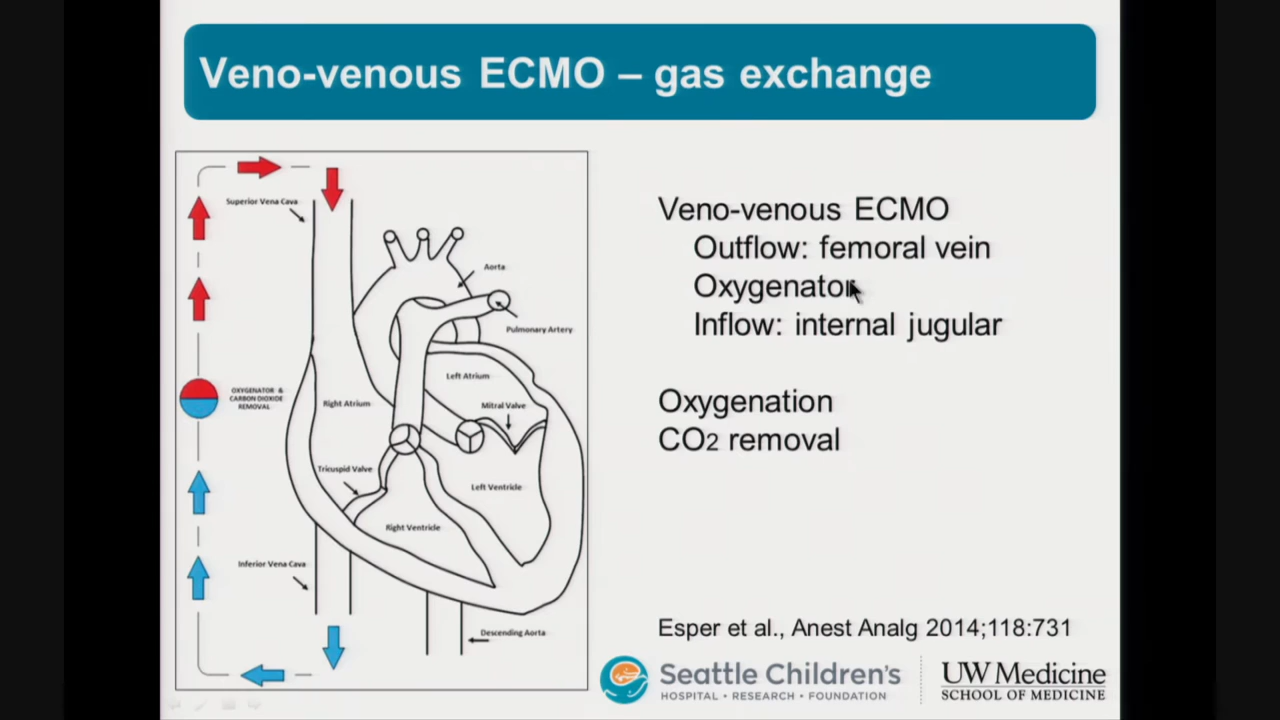 Veno-venous ECMO – gas exchange
Superior Vena Cava
Aorta
Pulmonary Artery
Left Atrium
OXYGENATOR &
CARBON DIOXIDE
REMOVAL
Right Atrium
Mitral Valve
Tricuspid Valve
Left Ventricle
Right Ventricle
Inferior Vena Cava
Descending Aorta
Veno-venous ECMO
Outflow: femoral vein
Oxygenator
Inflow: internal jugular
Oxygenation
CO2 removal
Esper et al., Anest Analg 2014;118:731
Seattle Children's
HOSPITAL • RESEARCH • FOUNDATION
UW Medicine
SCHOOL OF MEDICINE